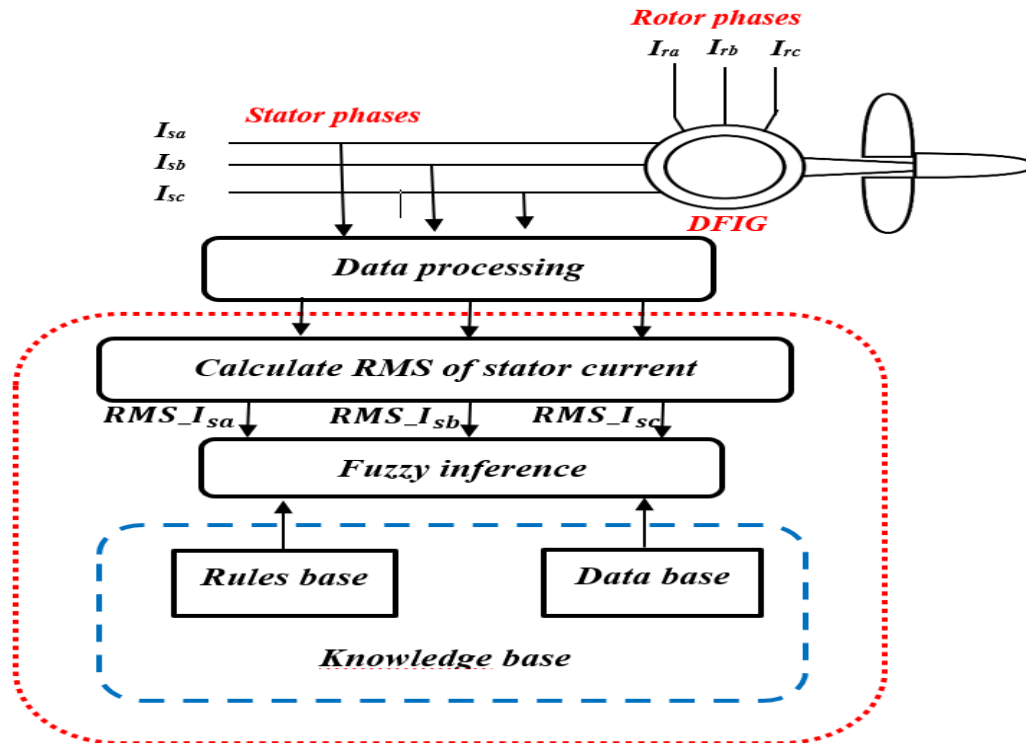 Rotor phases
Ira Irb Irc
Stator phases
Isa
Isb
Isc
DFIG
Data processing
Calculate RMS of stator current
RMS_Isa RMS_Isb RMS_Isc
Fuzzy inference
Rules base Data base
Knowledge base